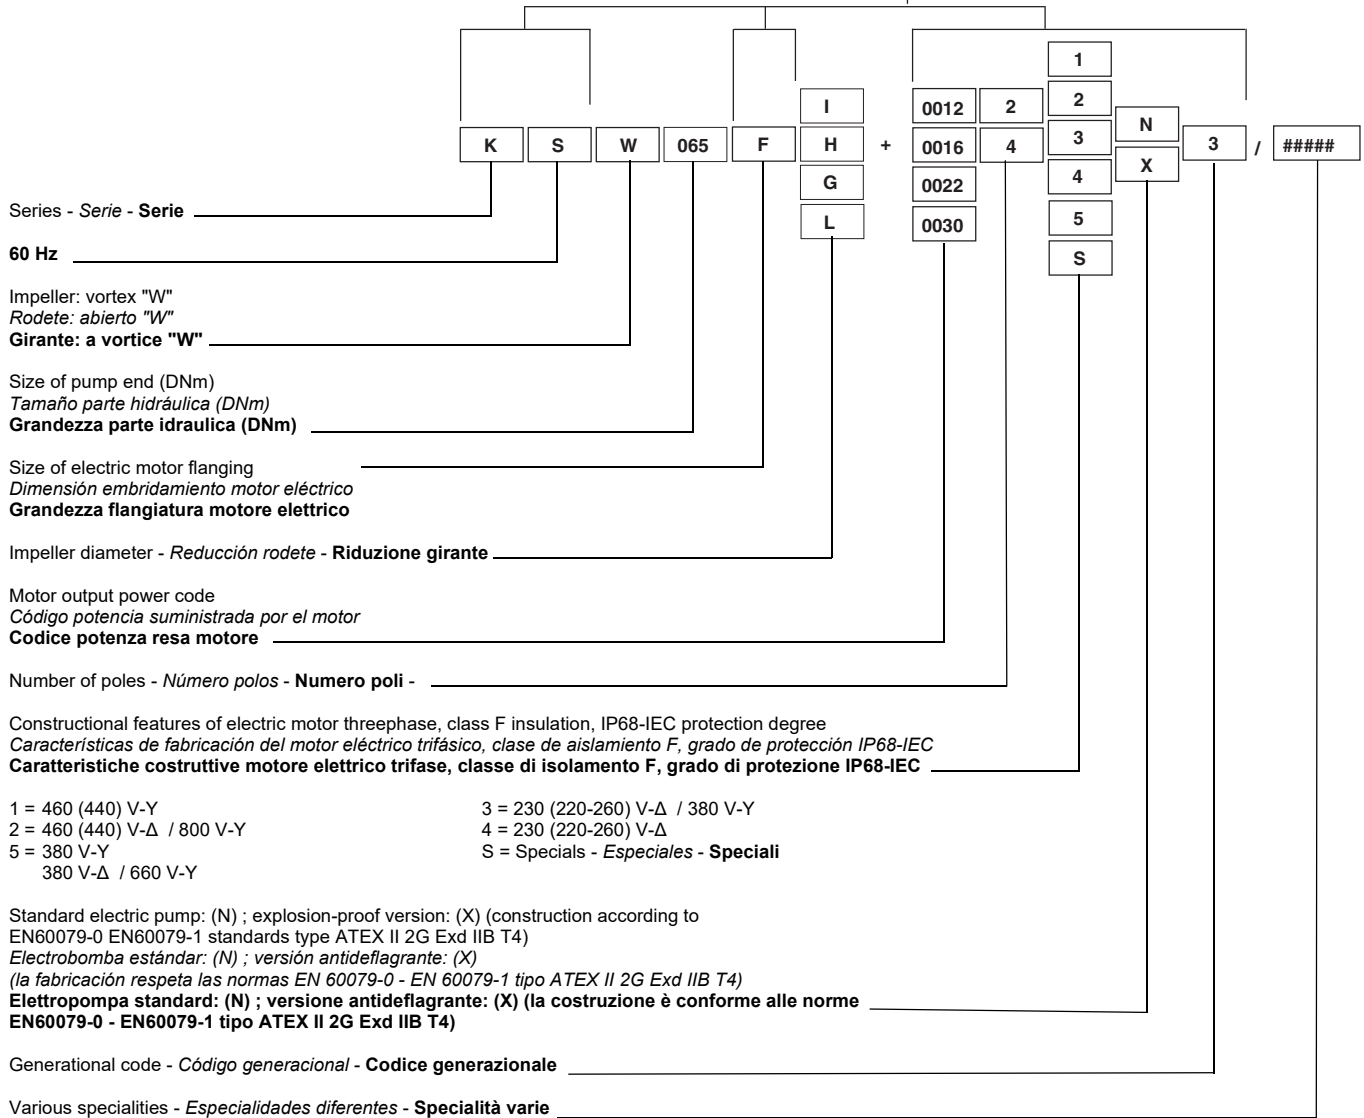 1
I 0012 2 2 N
K S W 065 F H + 0016 4 3 X 3 / #####
G 0022 4
L 0030 5
S
Series - Serie - Serie
60 Hz
Impeller: vortex "W"
Rodete: abierto "W"
Girante: a vortice "W"
Size of pump end (DNm)
Tamaño parte hidráulica (DNm)
Grandezza parte idraulica (DNm)
Size of electric motor flanging
Dimensión embridamiento motor eléctrico
Grandezza flangiatura motore elettrico
Impeller diameter - Reducción rodete - Riduzione girante
Motor output power code
Código potencia suministrada por el motor
Codice potenza resa motore
Number of poles - Número polos - Numero poli -
Constructional features of electric motor threephase, class F insulation, IP68-IEC protection degree
Características de fabricación del motor eléctrico trifásico, clase de aislamiento F, grado de protección IP68-IEC
Caratteristiche costruttive motore elettrico trifase, classe di isolamento F, grado di protezione IP68-IEC
1 = 460 (440) V-Y 3 = 230 (220-260) V-Δ / 380 V-Y
2 = 460 (440) V-Δ / 800 V-Y 4 = 230 (220-260) V-Δ
5 = 380 V-Y S = Specials - Especiales - Speciali
380 V-Δ / 660 V-Y
Standard electric pump: (N) ; explosion-proof version: (X) (construction according to
EN60079-0 EN60079-1 standards type ATEX II 2G Exd IIB T4)
Electrobomba estándar: (N) ; versión antideflagrante: (X)
(la fabricación respeta las normas EN 60079-0 - EN 60079-1 tipo ATEX II 2G Exd IIB T4)
Elettropompa standard: (N) ; versione antideflagrante: (X) (la costruzione è conforme alle norme
EN60079-0 - EN60079-1 tipo ATEX II 2G Exd IIB T4)
Generational code - Código generacional - Codice generazionale
Various specialities - Especialidades diferentes - Specialità varie